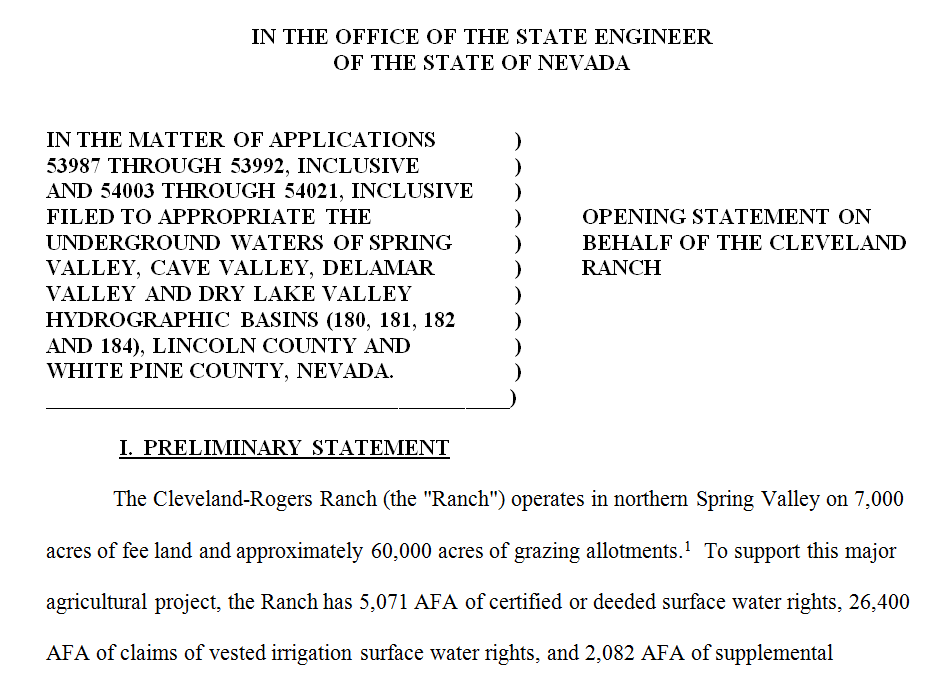 IN THE OFFICE OF THE STATE ENGINEER
OF THE STATE OF NEVADA
IN THE MATTER OF APPLICATIONS )
53987 THROUGH 53992, INCLUSIVE )
AND 54003 THROUGH 54021, INCLUSIVE )
FILED TO APPROPRIATE THE ) OPENING STATEMENT ON
UNDERGROUND WATERS OF SPRING ) BEHALF OF THE CLEVELAND
VALLEY, CAVE VALLEY, DELAMAR ) RANCH
VALLEY AND DRY LAKE VALLEY )
HYDROGRAPHIC BASINS (180, 181, 182 )
AND 184), LINCOLN COUNTY AND )
WHITE PINE COUNTY, NEVADA. )
)
I. PRELIMINARY STATEMENT
The Cleveland-Rogers Ranch (the "Ranch") operates in northern Spring Valley on 7,000
acres of fee land and approximately 60,000 acres of grazing allotments.¹ To support this major
agricultural project, the Ranch has 5,071 AFA of certified or deeded surface water rights, 26,400
AFA of claims of vested irrigation surface water rights, and 2,082 AFA of supplemental